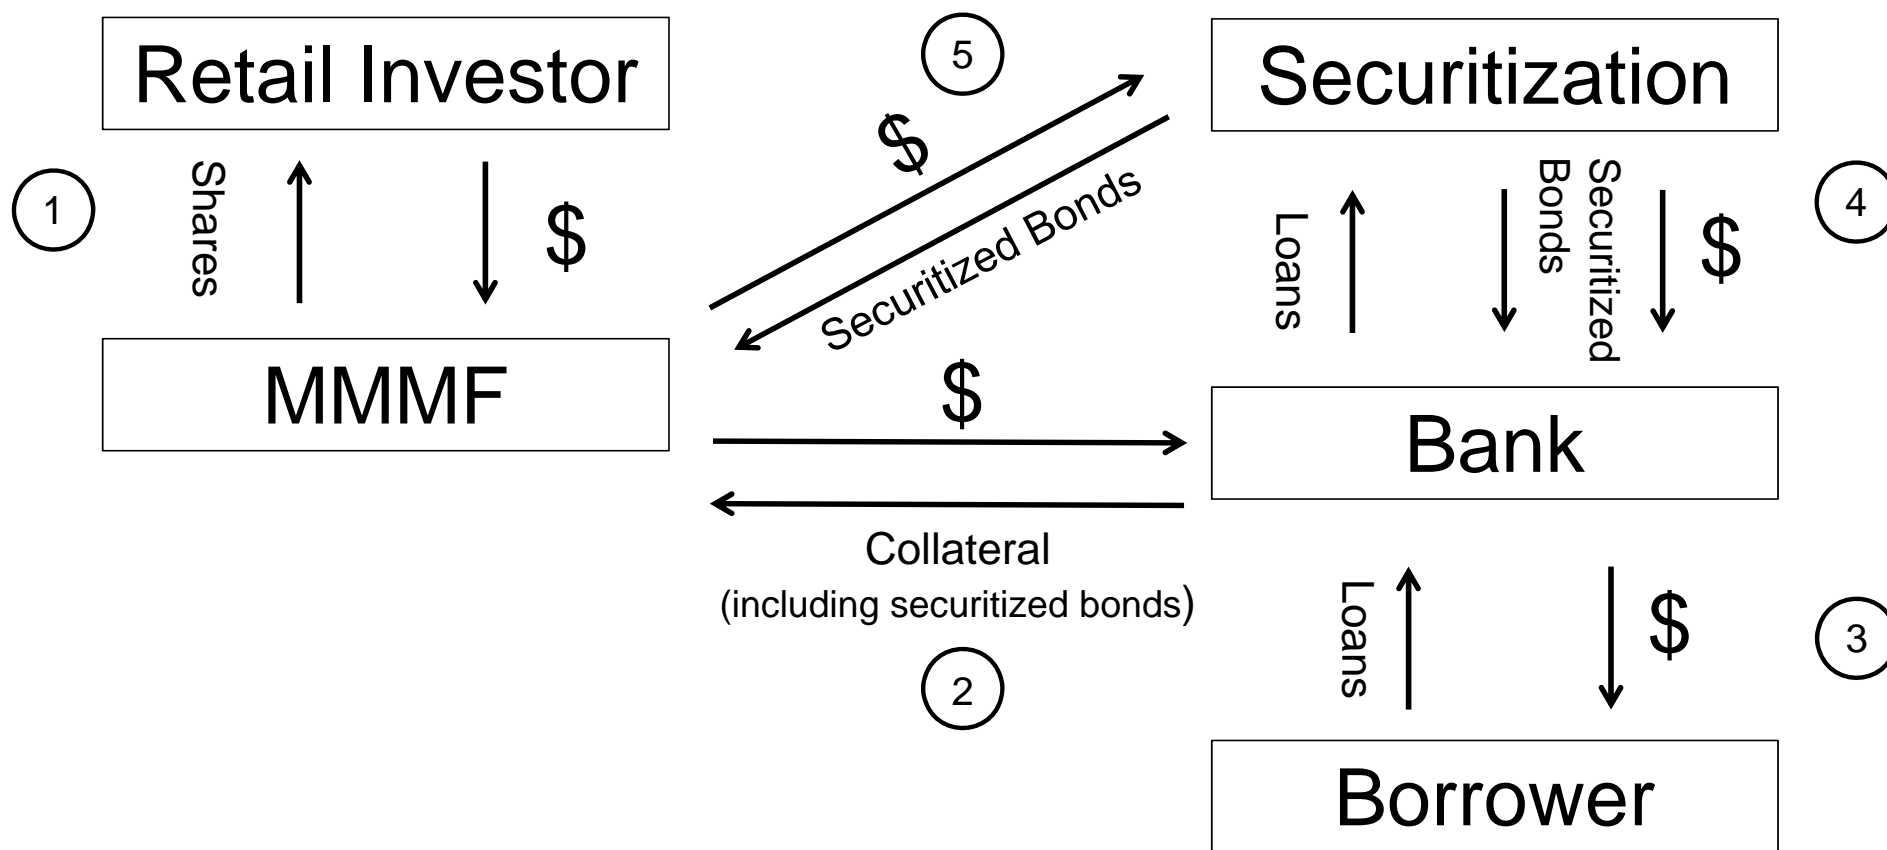 Retail Investor
5
Securitization
1
Shares
$
$
Securitized Bonds
Loans
Securitized
Bonds
$
4
MMMF
$
Bank
Collateral
(including securitized bonds)
2
Loans
$
3
Borrower